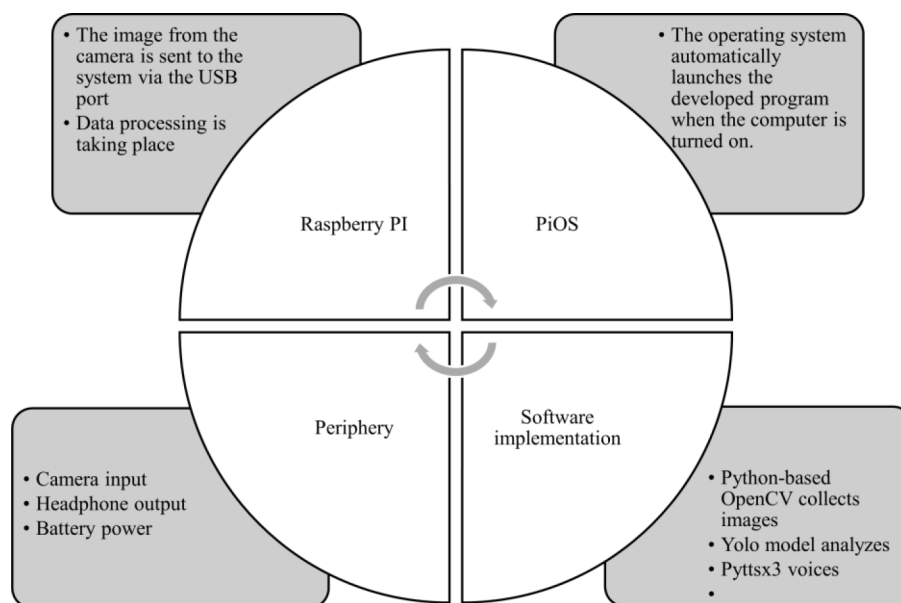 • The image from the
camera is sent to the
system via the USB
port
• Data processing is
taking place
• The operating system
automatically
launches the
developed program
when the computer is
turned on.
Raspberry PI
PiOS
Periphery
Software
implementation
• Camera input
• Headphone output
• Battery power
• Python-based
OpenCV collects
images
• Yolo model analyzes
• Pyttsx3 voices
•